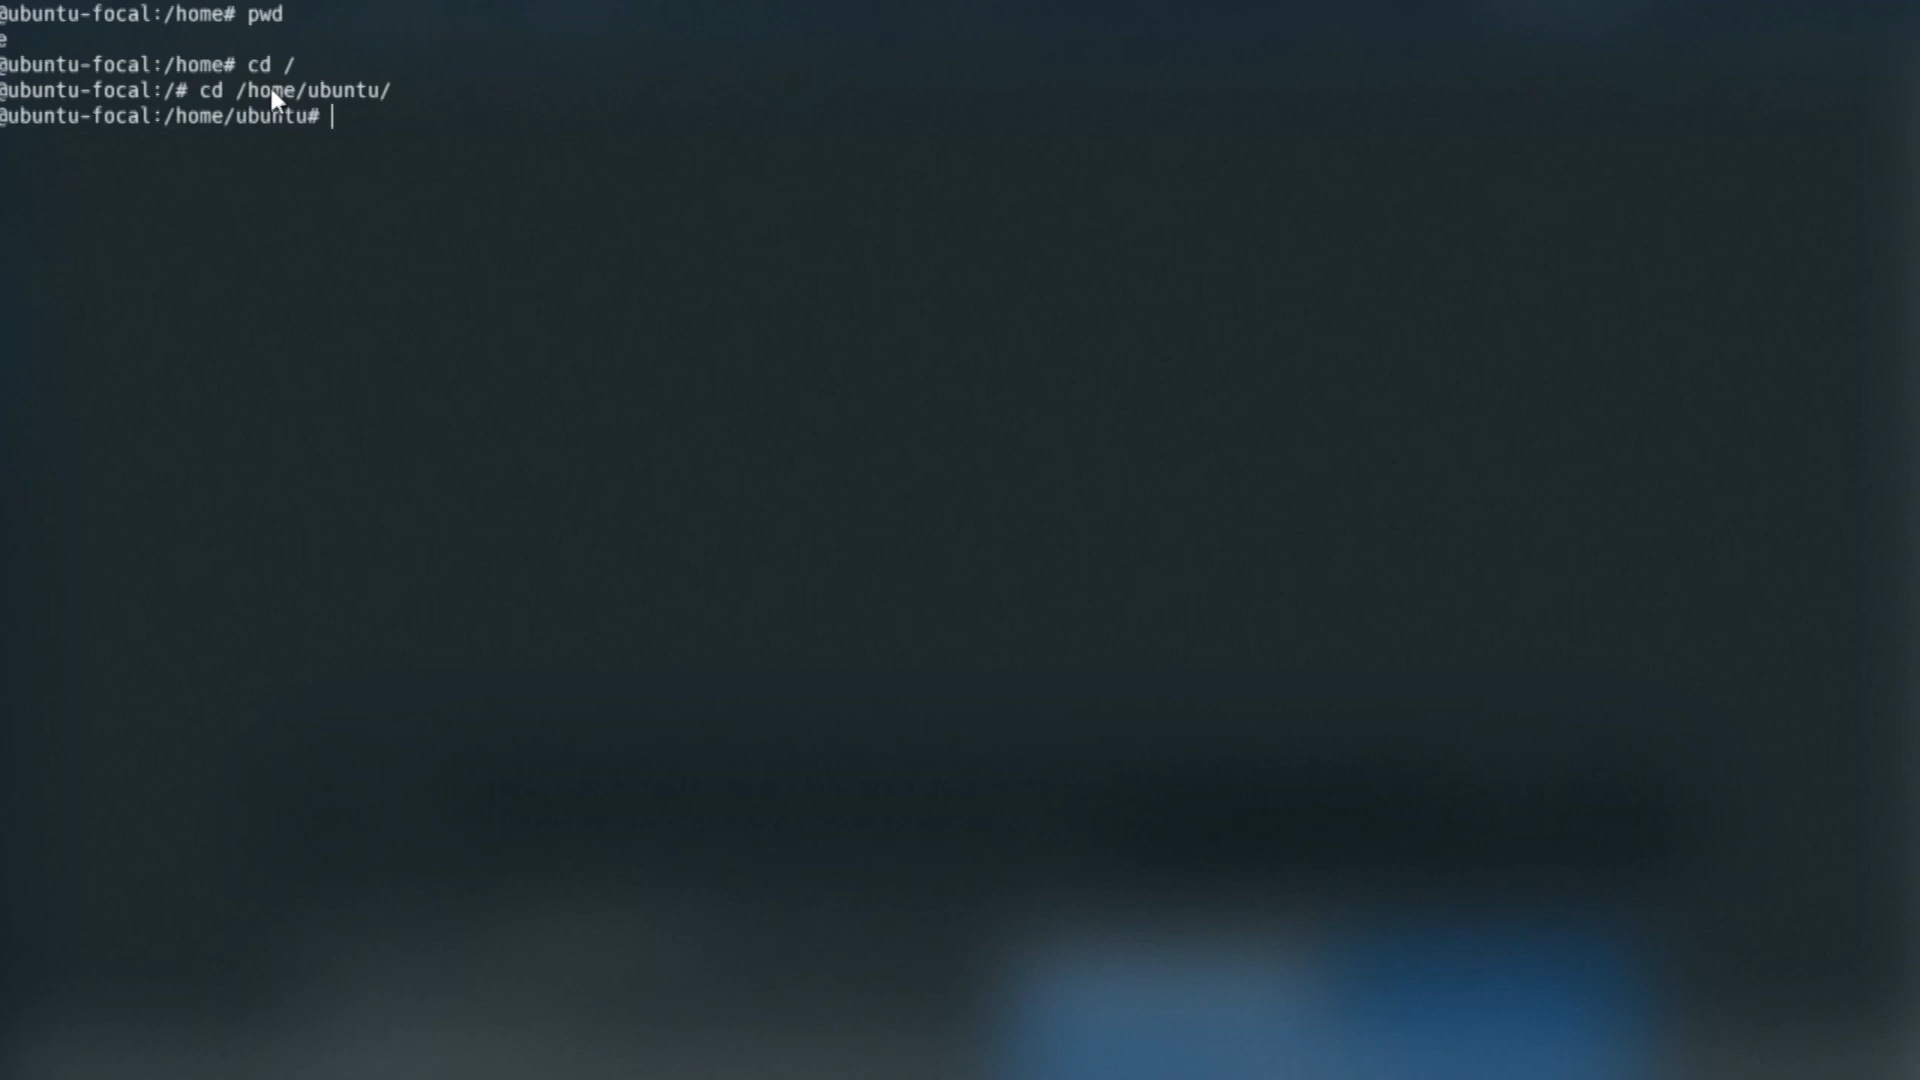 @ubuntu-focal:/home# pwd
e
@ubuntu-focal:/home# cd /
@ubuntu-focal:/# cd /home/ubuntu/
@ubuntu-focal:/home/ubuntu#